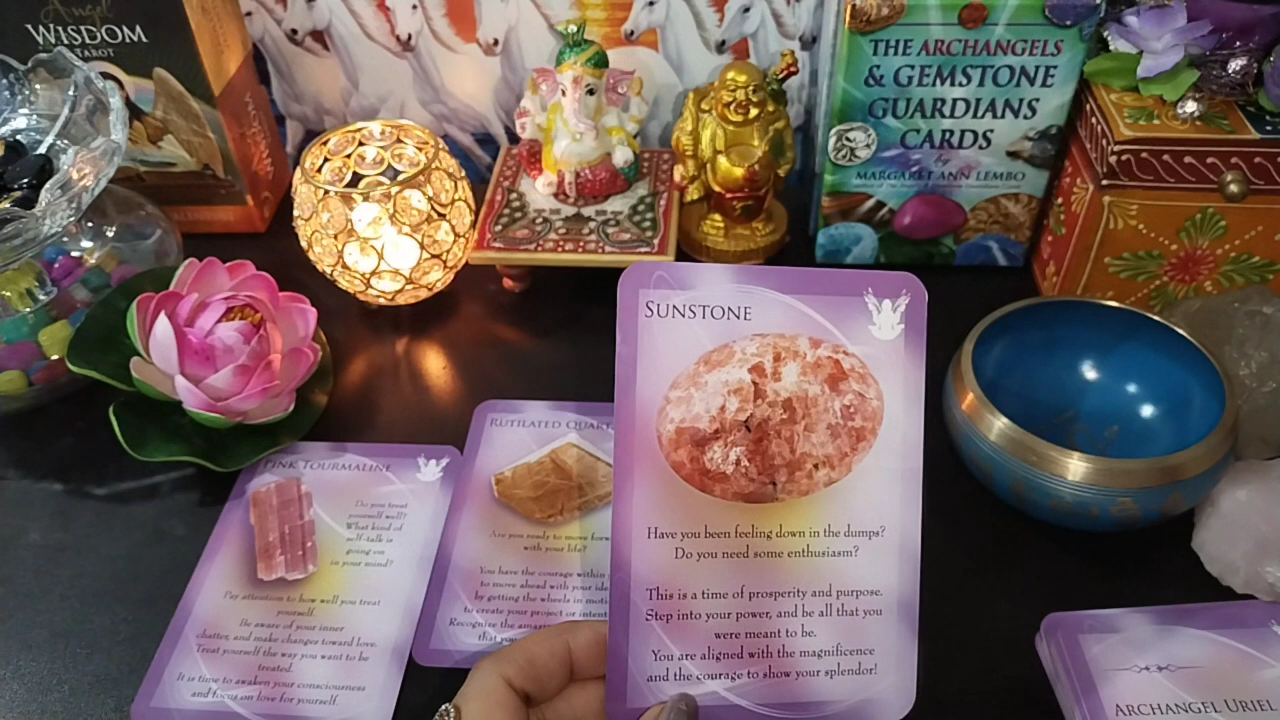 Angel
WISDOM
TAROT
WISDOM
THE ARCHANGELS
& GEMSTONE
GUARDIANS
CARDS
by
MARGARET ANN LEMBO
SUNSTONE
Have you been feeling down in the dumps?
Do you need some enthusiasm?
This is a time of prosperity and purpose.
Step into your power, and be all that you
were meant to be.
You are aligned with the magnificence
and the courage to show your splendor!
RUTILATED QUART
Are you ready to move forw
with your life?
You have the courage within
to move ahead with your ide
by getting the wheels in moti
to create your project or intent
Recognize the amaz
that you
PINK TOURMALINE
Do you treat
yourself well?
What kind of
self-talk is
going on
in your mind?
Pay attention to how well you treat
yourself.
Be aware of your inner
chatter, and make changes toward love.
Treat yourself the way you want to be
treated.
It is time to awaken your consciousness
and focus on love for yourself.
ARCHANGEL URIEL